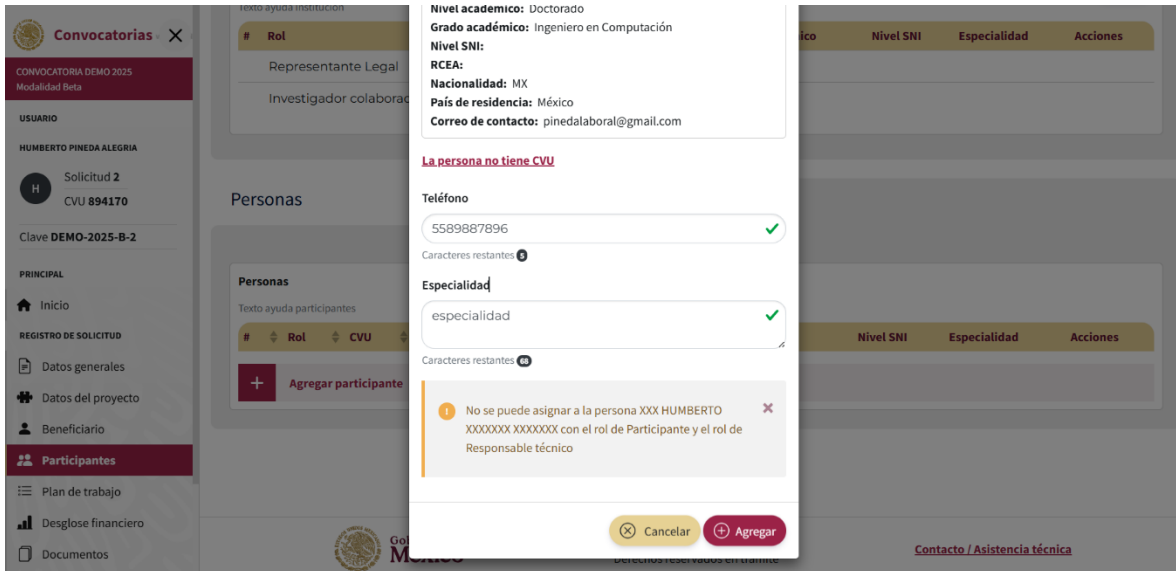 Convocatorias
CONVOCATORIA DEMO 2025
Modalidad Beta
USUARIO
HUMBERTO PINEDA ALEGRIA
H
Solicitud 2
CVU 894170
Clave DEMO-2025-B-2
PRINCIPAL
Inicio
REGISTRO DE SOLICITUD
Datos generales
Datos del proyecto
Beneficiario
Participantes
Plan de trabajo
Desglose financiero
Documentos
Texto ayuda institución
# Rol
ico Nivel SNI Especialidad Acciones
Representante Legal
Investigador colaborad
Personas
Personas
Texto ayuda participantes
# Rol CVU
Nivel SNI Especialidad Acciones
+ Agregar participante
Nivel académico: Doctorado
Grado académico: Ingeniero en Computación
Nivel SNI:
RCEA:
Nacionalidad: MX
País de residencia: México
Correo de contacto: pinedalaboral@gmail.com
La persona no tiene CVU
Teléfono
5589887896
Caracteres restantes 5
Especialidad
especialidad
Caracteres restantes 68
No se puede asignar a la persona XXX HUMBERTO
XXXXXXX XXXXXXX con el rol de Participante y el rol de
Responsable técnico
Cancelar
Agregar
Derechos reservados en trámite
Contacto / Asistencia técnica